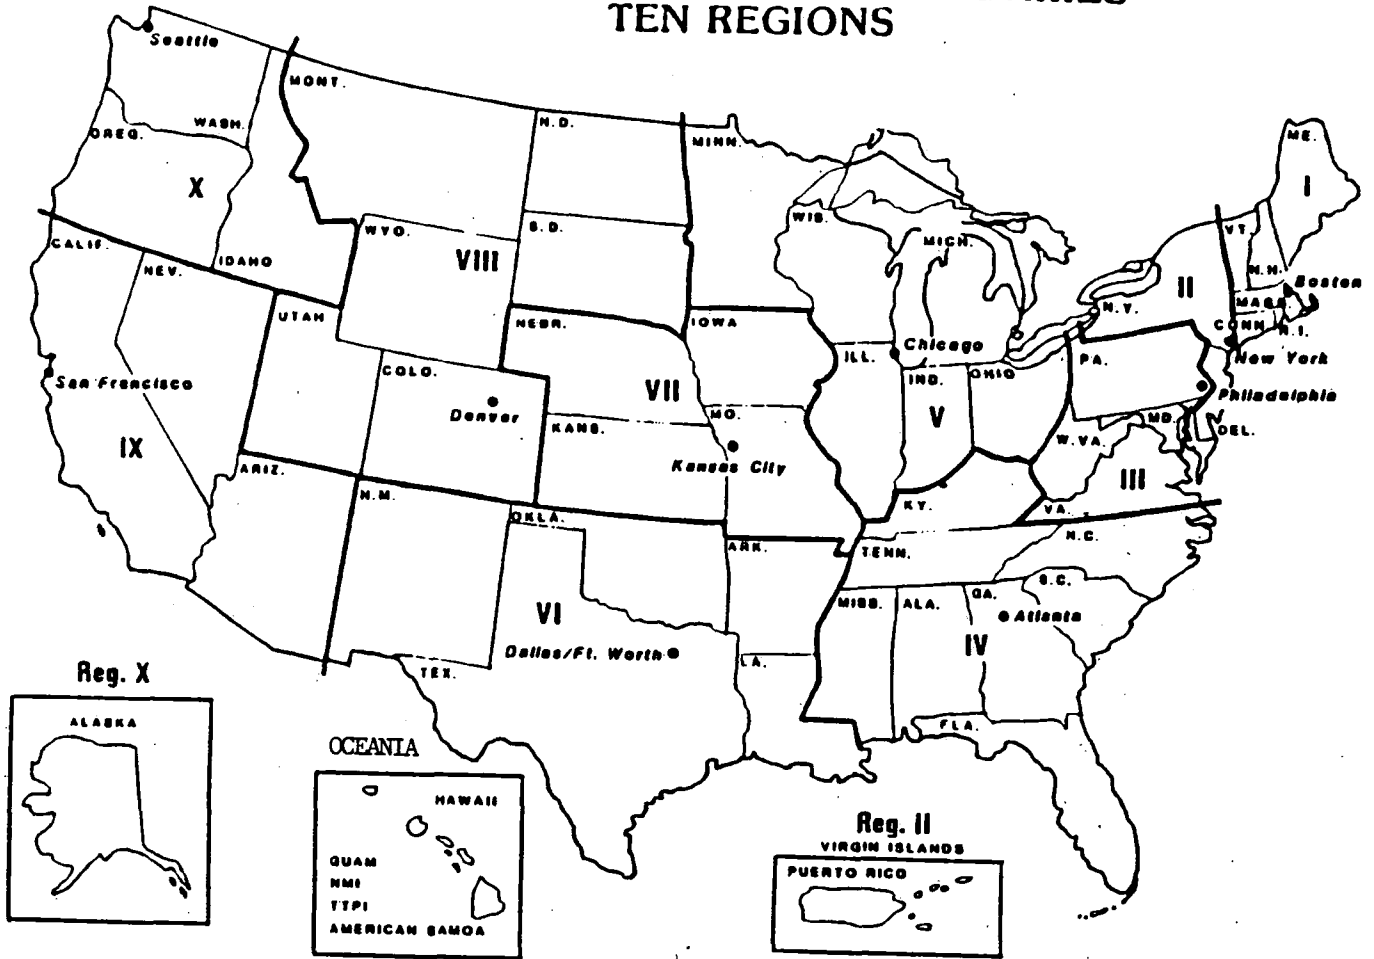 TEN REGIONS
Seattle
MONT.
N.D.
WASH.
OREG.
MINN.
ME.
X
I
WIS.
S.D.
WYO.
VIII
MICH.
VT.
CALIF.
NEV.
IDAHO
N.H.
Boston
II
MASS.
UTAH
NEBR.
IOWA
N.Y.
CONN.
R.I.
Chicago
ILL.
PA.
New York
San Francisco
COLO.
IND.
OHIO
VII
Philadelphia
Denver
MO.
V
MD.
KANS.
DEL.
W.VA.
IX
Kansas City
ARIZ.
III
N.M.
KY.
VA.
OKLA.
N.C.
ARK.
TENN.
S.C.
GA.
MISS.
ALA.
Atlanta
VI
IV
Dallas/Ft. Worth
LA.
TEX.
FLA.
Reg. X
ALASKA
OCEANIA
HAWAII
GUAM
NMI
TTPI
AMERICAN SAMOA
Reg. II
VIRGIN ISLANDS
PUERTO RICO